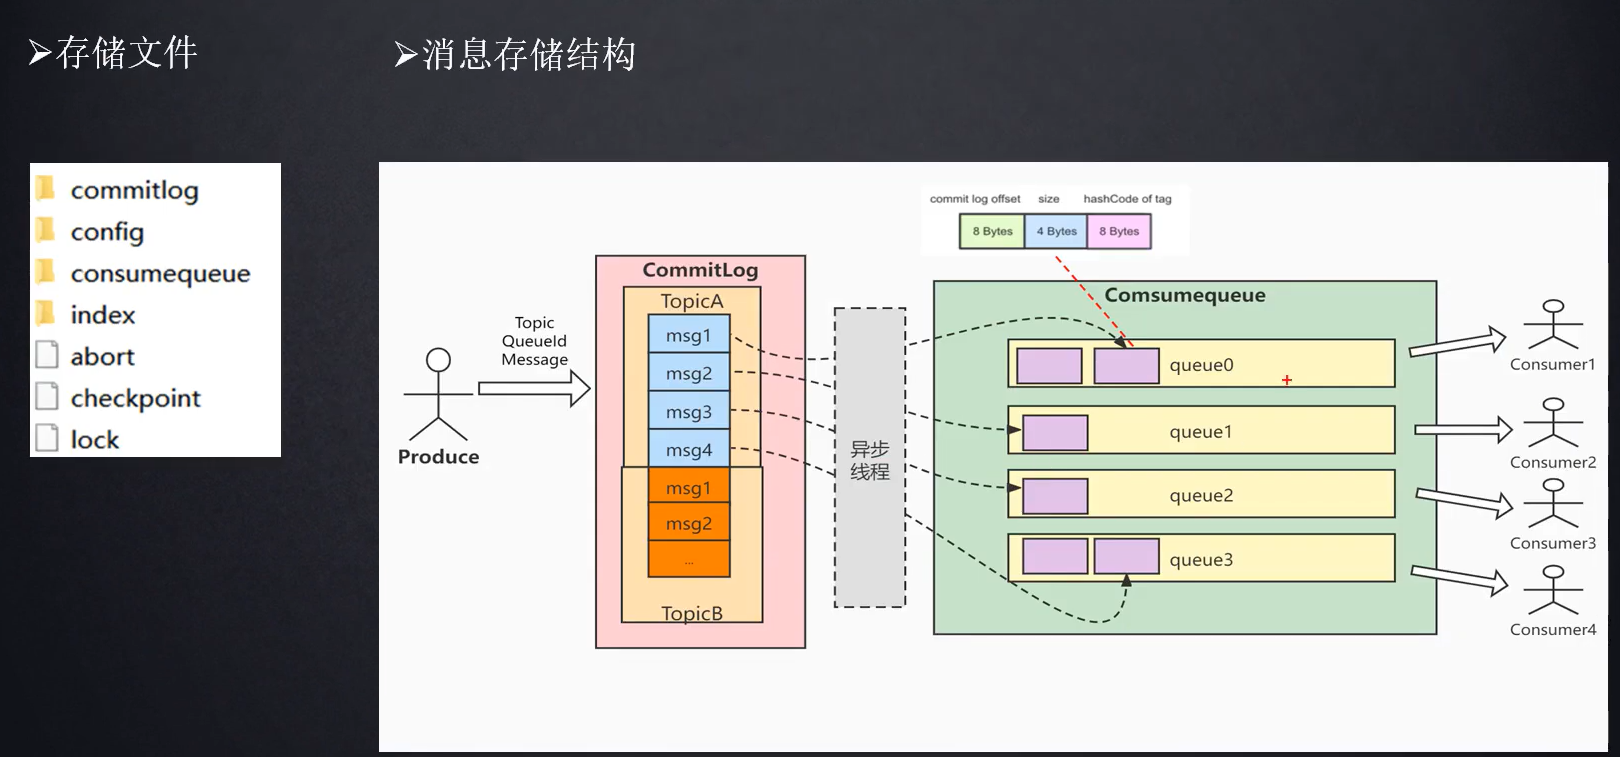 ➢存储文件
➢消息存储结构
commitlog
config
consumequeue
index
abort
checkpoint
lock
Produce
Topic
QueueId
Message
CommitLog
TopicA
msg1
msg2
msg3
msg4
msg1
msg2
...
TopicB
异步
线程
commit log offset size hashCode of tag
8 Bytes 4 Bytes 8 Bytes
Comsumequeue
queue0
queue1
queue2
queue3
Consumer1
Consumer2
Consumer3
Consumer4